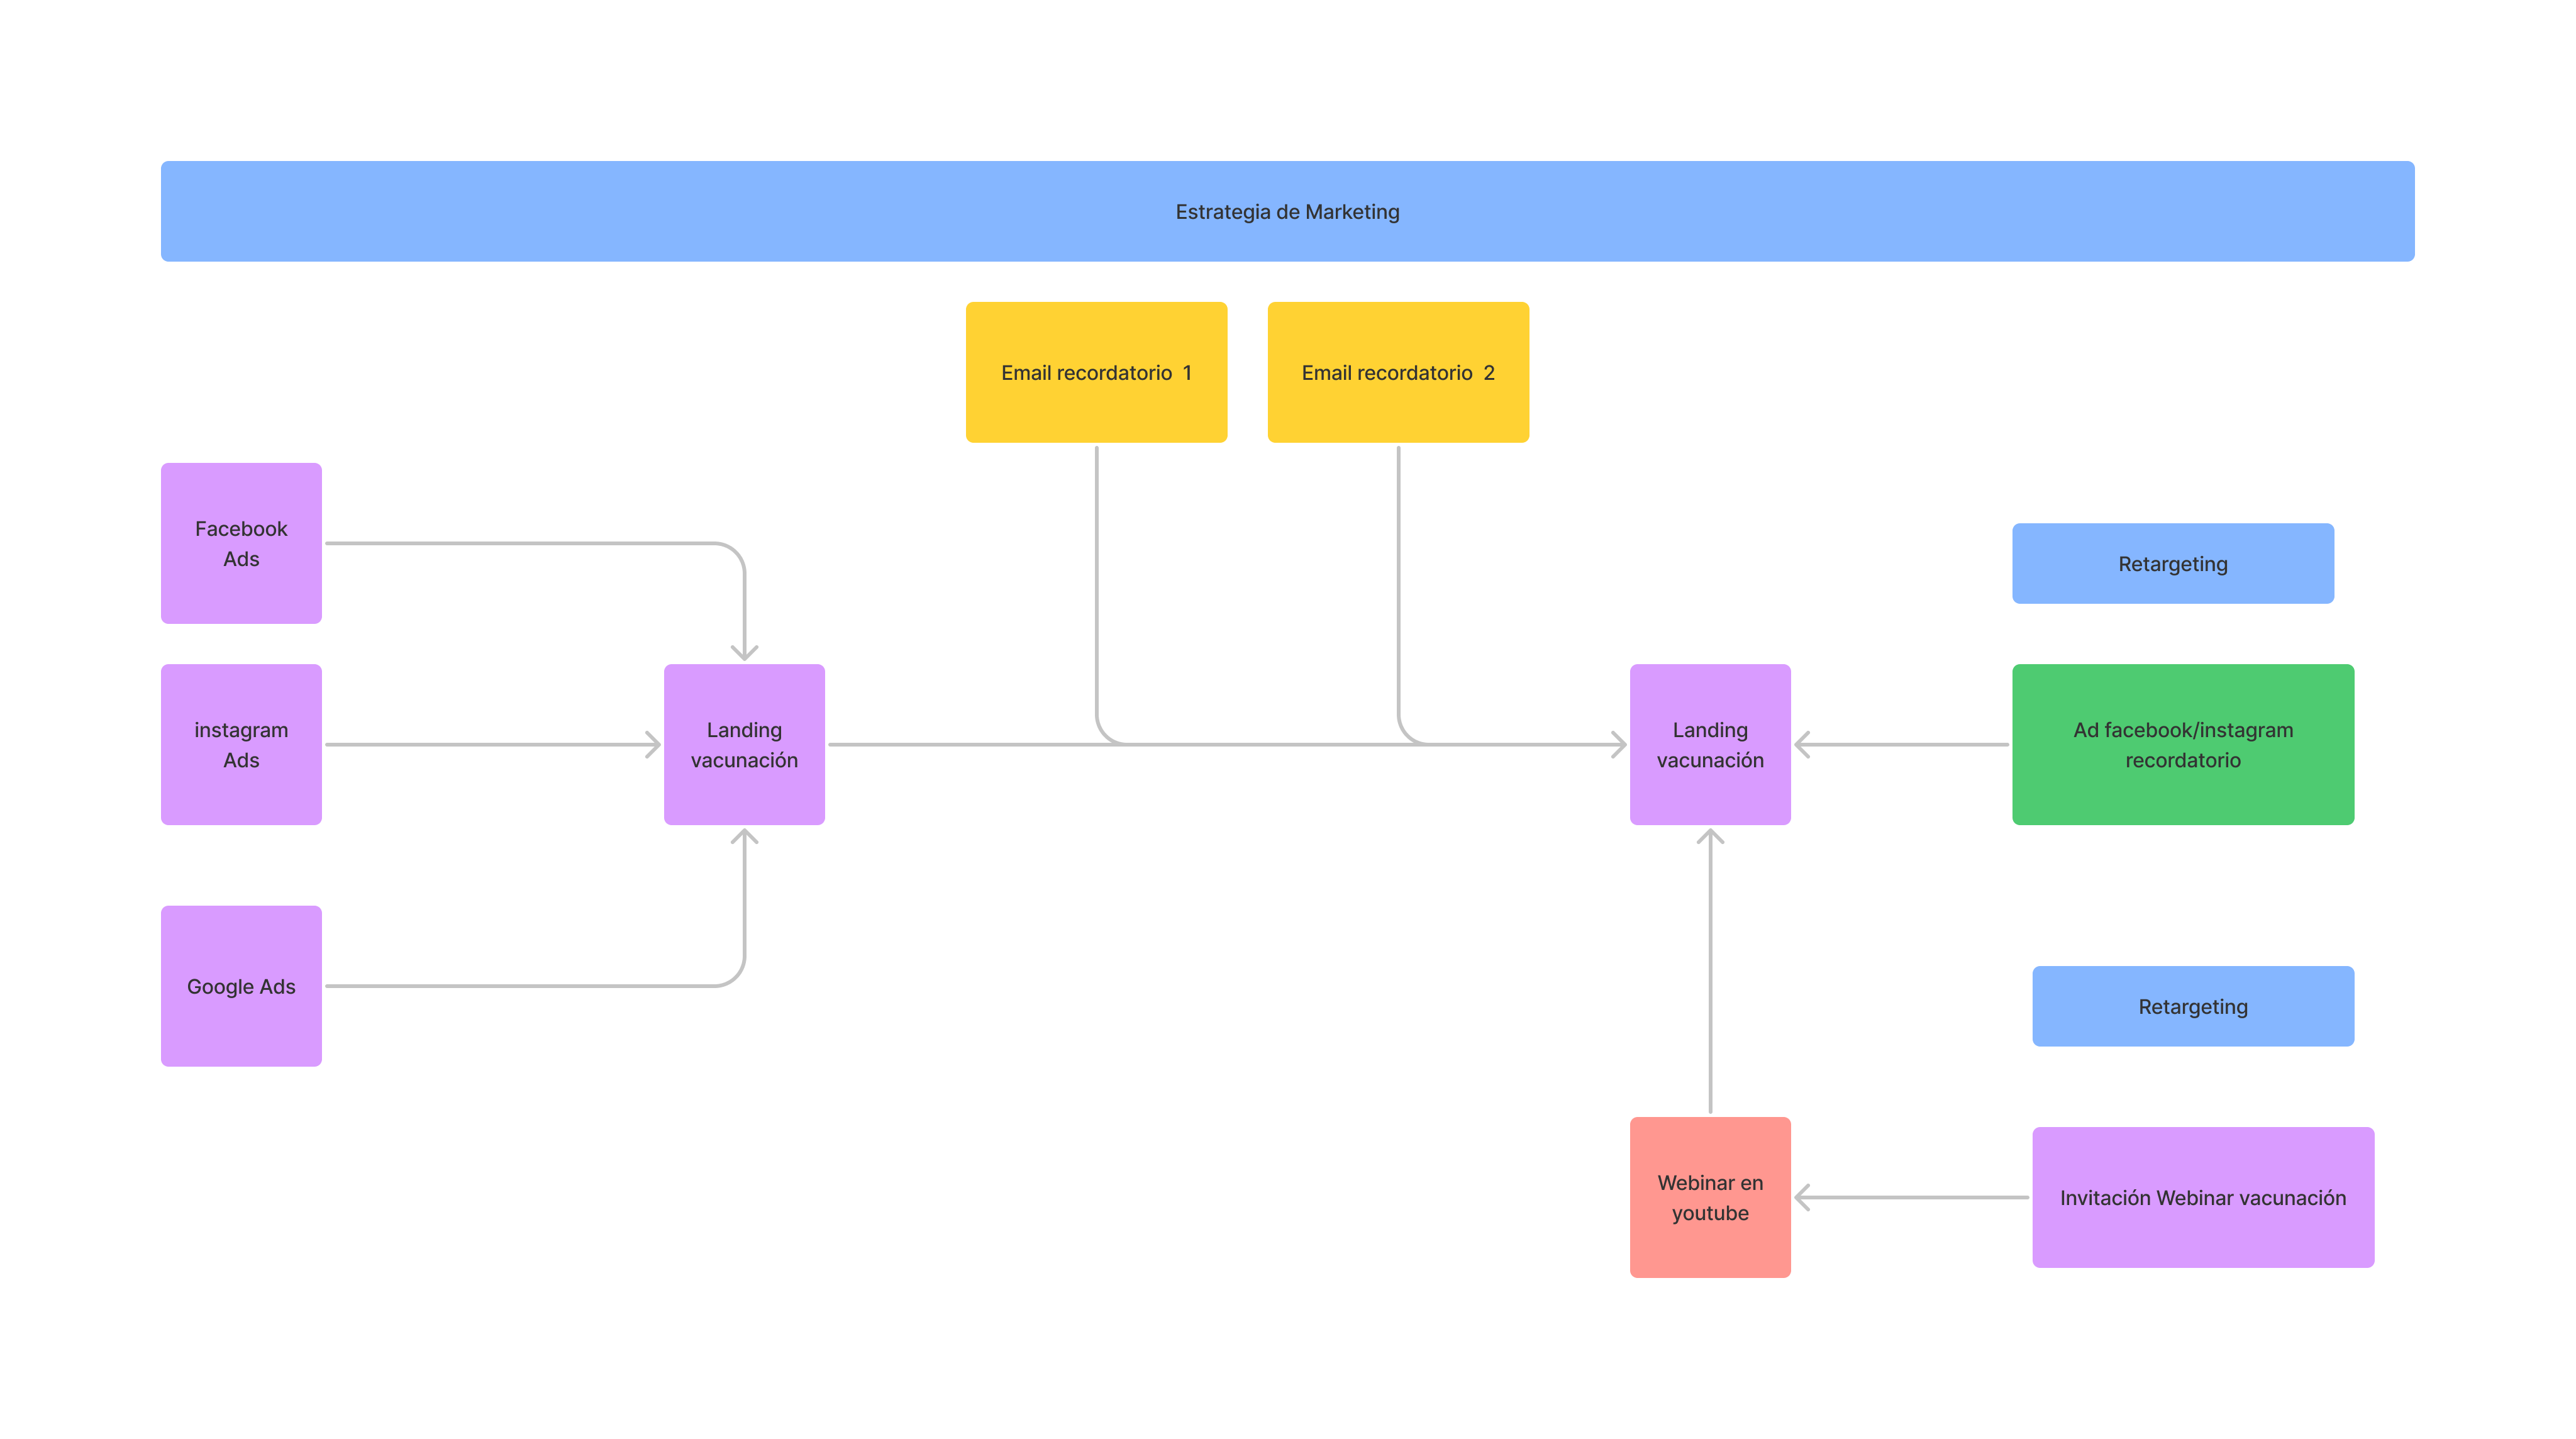 Estrategia de Marketing
Email recordatorio  1
Email recordatorio  2
Facebook
Ads
Retargeting
instagram
Ads
Landing
vacunación
Landing
vacunación
Ad facebook/instagram
recordatorio
Google Ads
Retargeting
Webinar en
youtube
Invitación Webinar vacunación